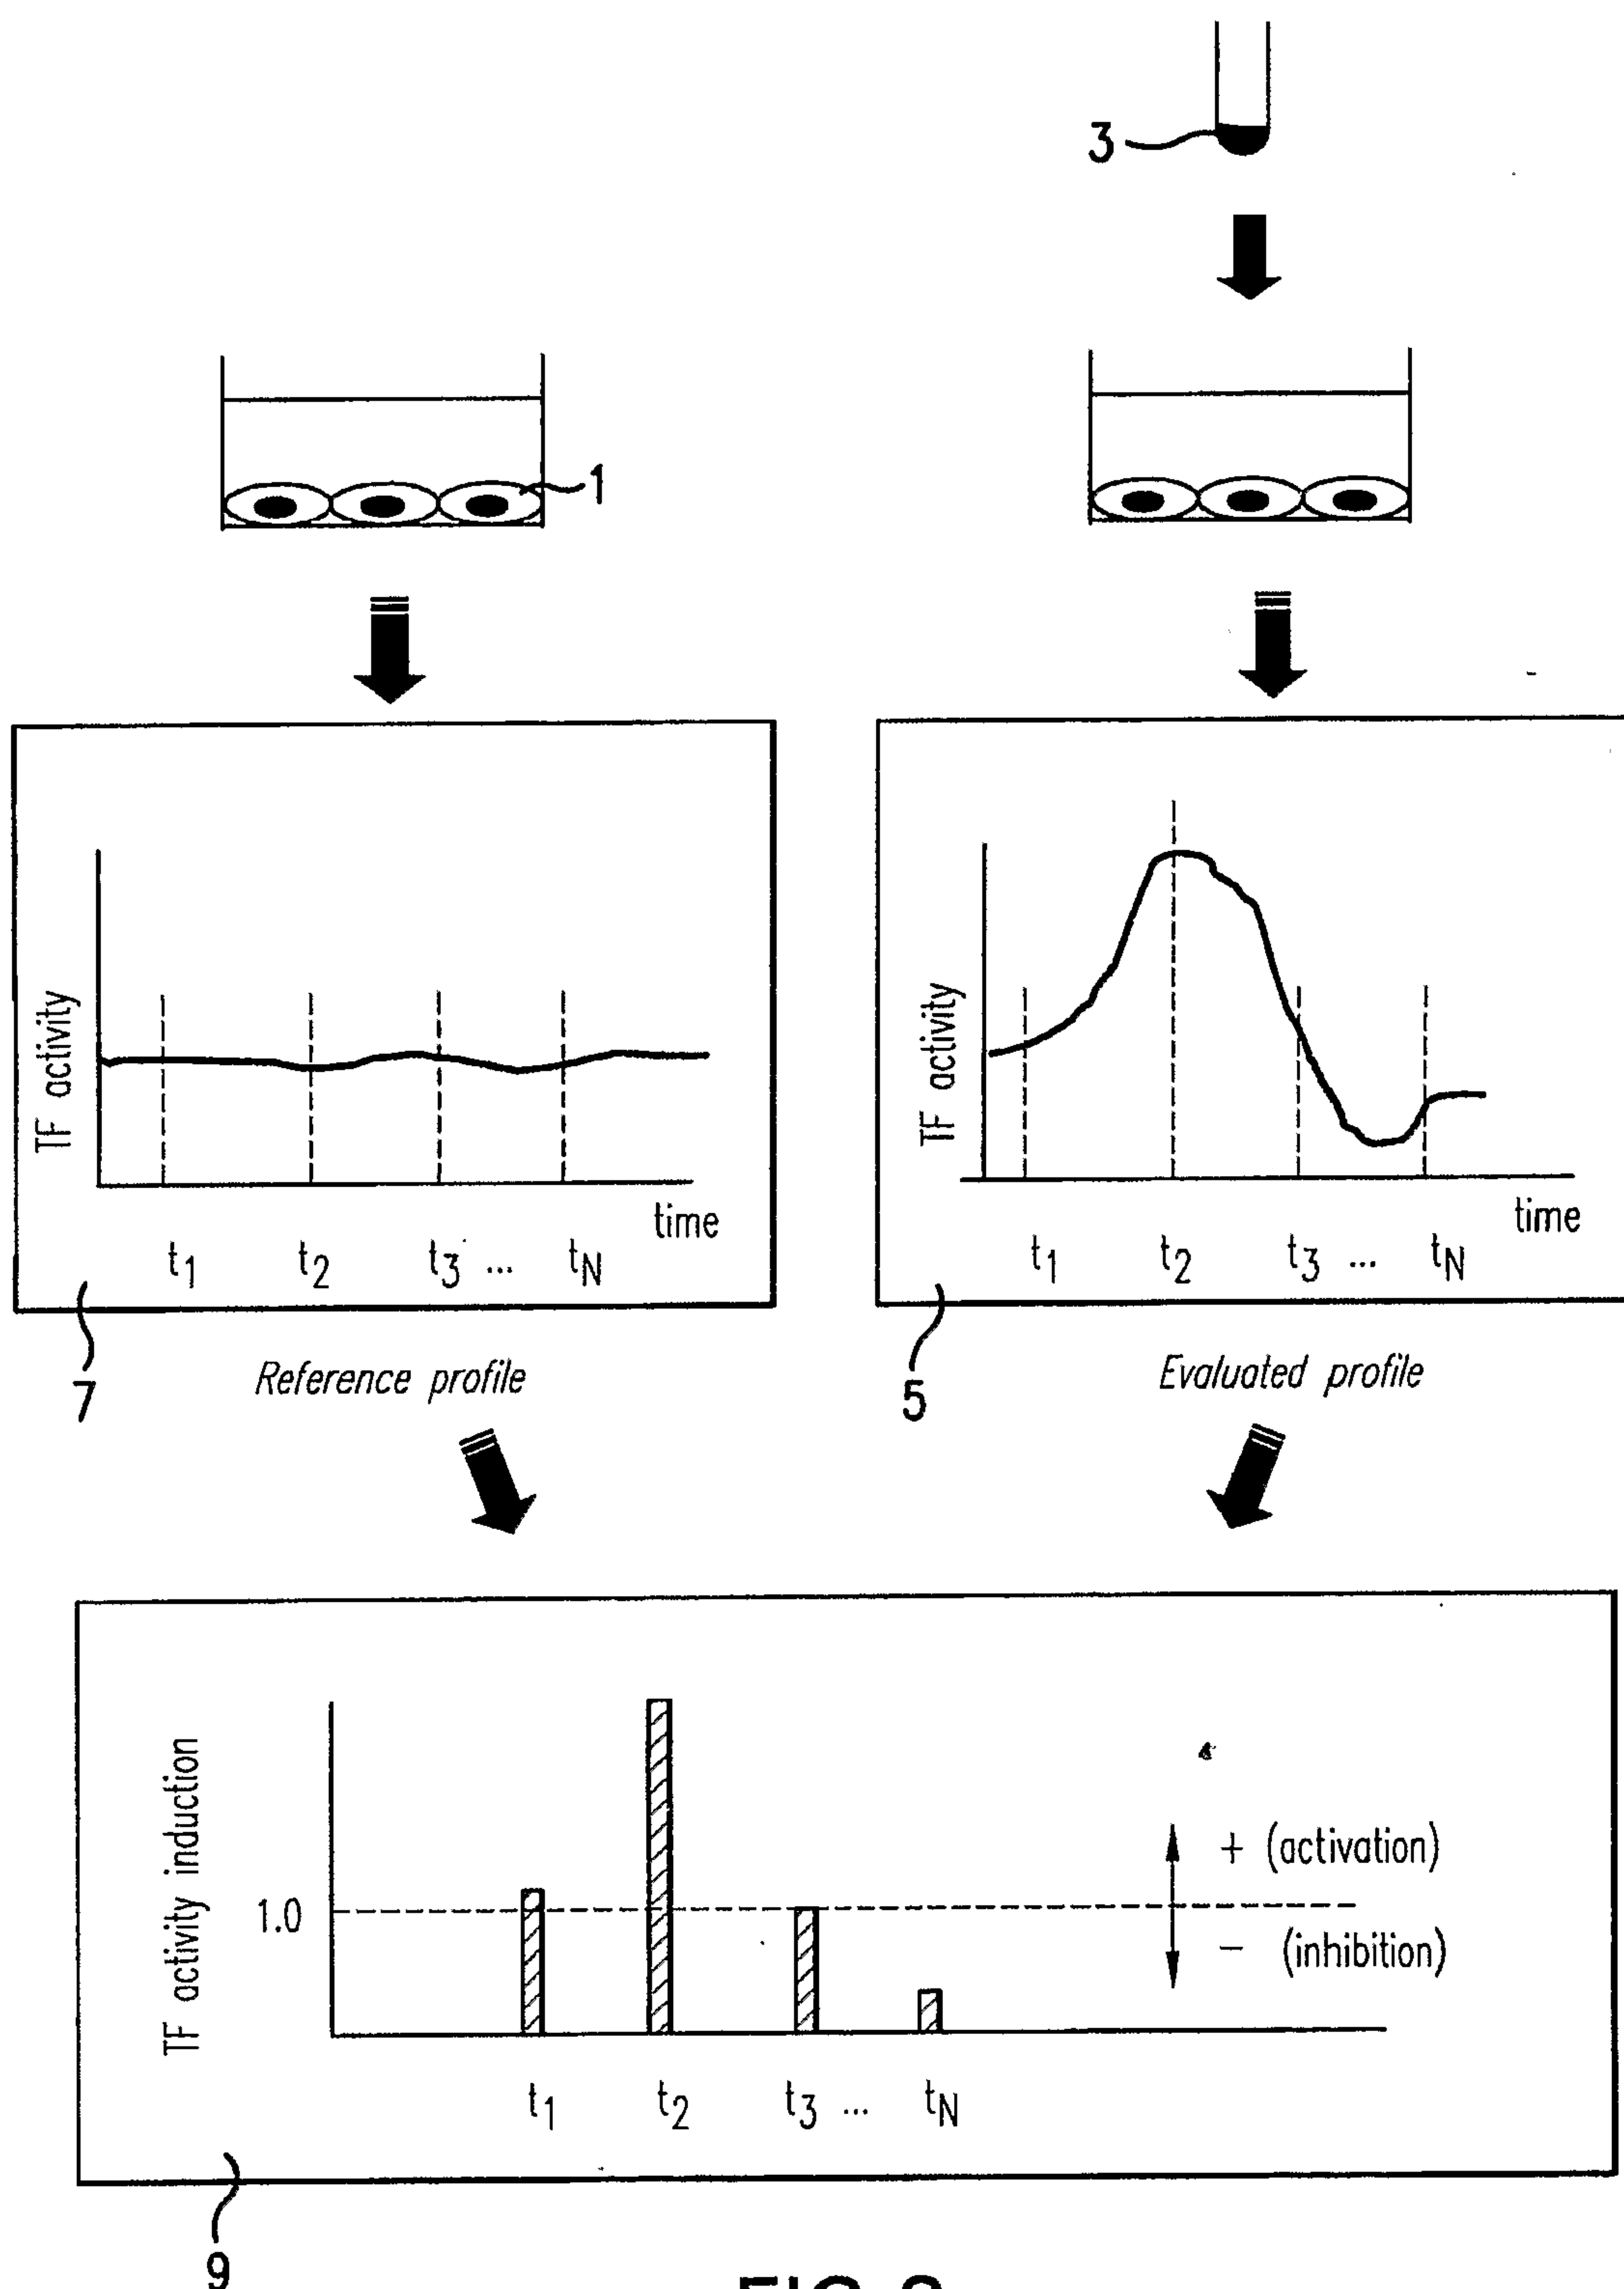 3
1
TF activity
time
t1 t2 t3 ... tN
7
Reference profile
TF activity
time
t1 t2 t3 ... tN
5
Evaluated profile
TF activity induction
1.0
+ (activation)
− (inhibition)
t1 t2 t3 ... tN
9